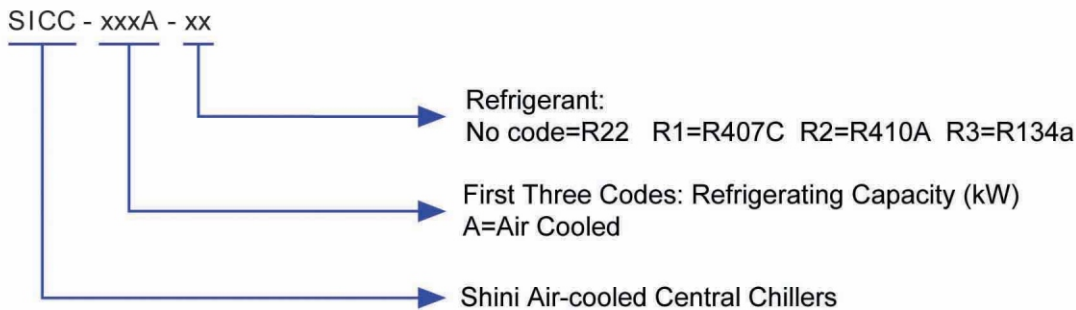 SICC - xxxA - xx
Refrigerant:
No code=R22 R1=R407C R2=R410A R3=R134a
First Three Codes: Refrigerating Capacity (kW)
A=Air Cooled
Shini Air-cooled Central Chillers